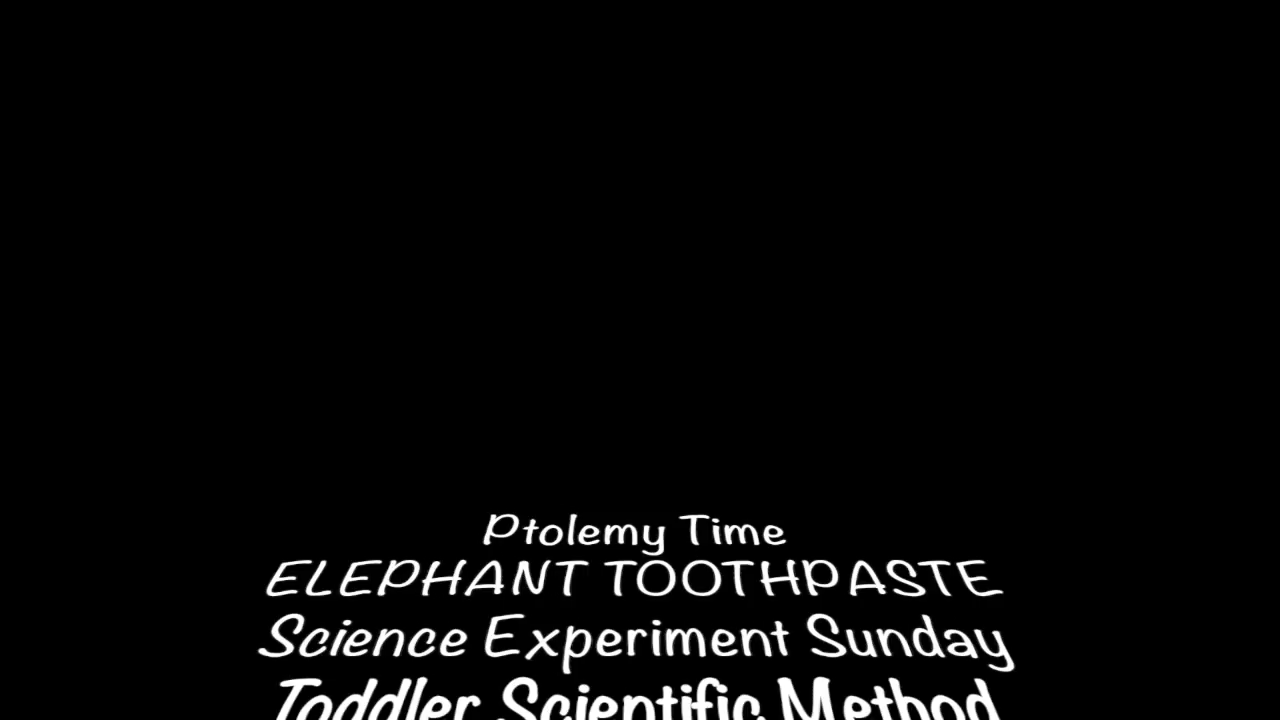 Ptolemy Time
ELEPHANT TOOTHPASTE
Science Experiment Sunday
Toddler Scientific Method